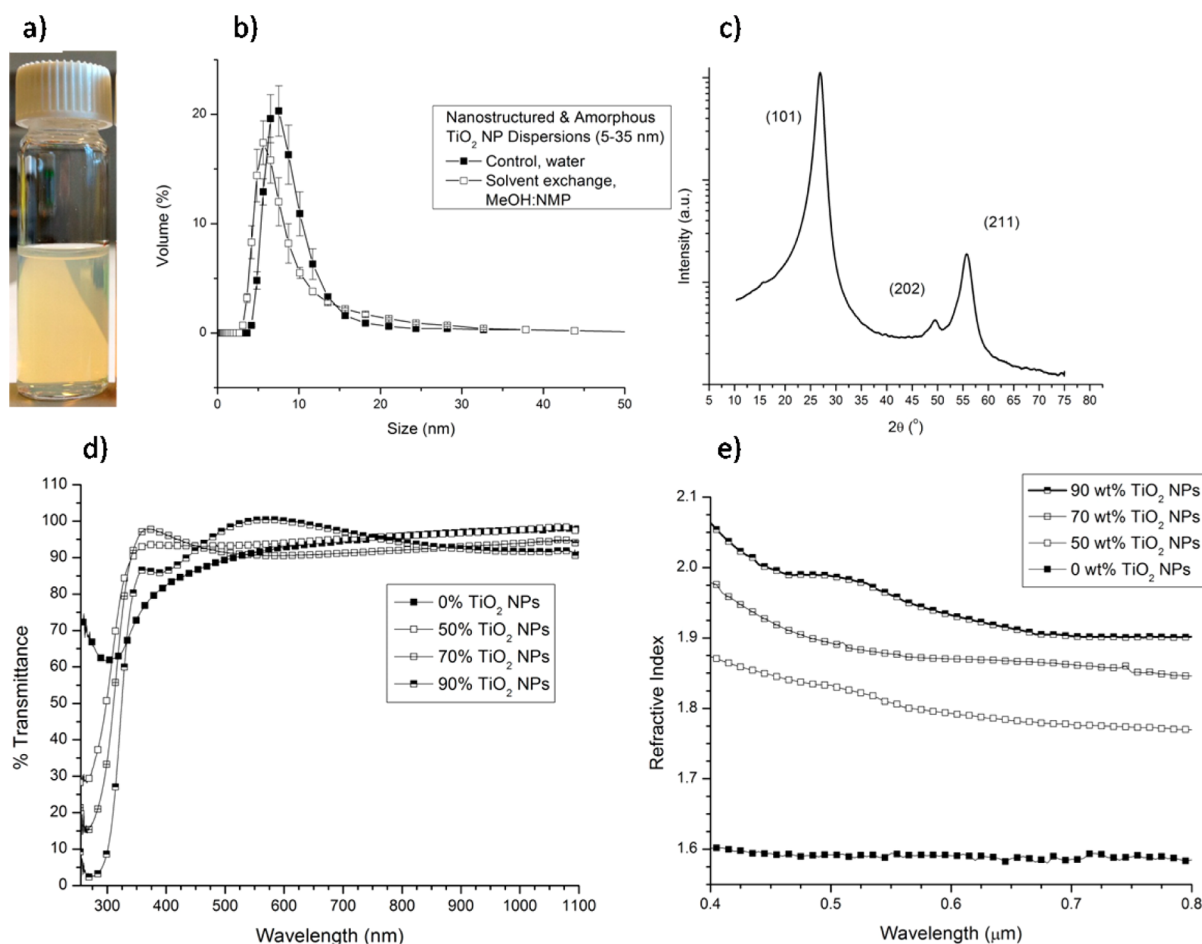 a)
b)
20
10
0
Volume (%)
0
10
20
30
40
50
Size (nm)
Nanostructured & Amorphous
TiO2 NP Dispersions (5-35 nm)
Control, water
Solvent exchange,
MeOH:NMP
c)
(101)
(202)
(211)
Intensity (a.u.)
5 10 15 20 25 30 35 40 45 50 55 60 65 70 75 80
2θ (°)
d)
110
100
90
80
70
60
50
40
30
20
10
0
% Transmittance
0% TiO2 NPs
50% TiO2 NPs
70% TiO2 NPs
90% TiO2 NPs
300 400 500 600 700 800 900 1000 1100
Wavelength (nm)
e)
90 wt% TiO2 NPs
70 wt% TiO2 NPs
50 wt% TiO2 NPs
0 wt% TiO2 NPs
2.1
2.0
1.9
1.8
1.7
1.6
Refractive Index
0.4 0.5 0.6 0.7 0.8
Wavelength (μm)